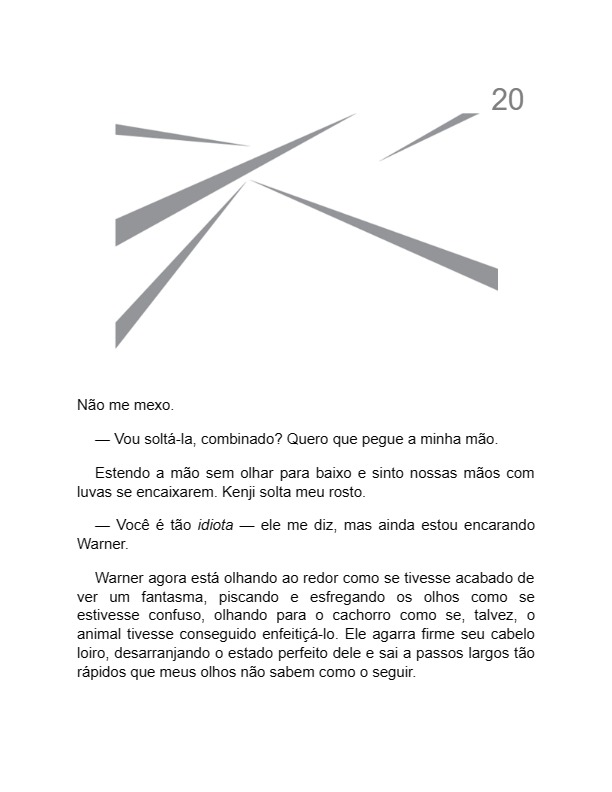 20
Não me mexo.
— Vou soltá-la, combinado? Quero que pegue a minha mão.
Estendo a mão sem olhar para baixo e sinto nossas mãos com
luvas se encaixarem. Kenji solta meu rosto.
— Você é tão idiota — ele me diz, mas ainda estou encarando
Warner.
Warner agora está olhando ao redor como se tivesse acabado de
ver um fantasma, piscando e esfregando os olhos como se
estivesse confuso, olhando para o cachorro como se, talvez, o
animal tivesse conseguido enfeitiçá-lo. Ele agarra firme seu cabelo
loiro, desarranjando o estado perfeito dele e sai a passos largos tão
rápidos que meus olhos não sabem como o seguir.